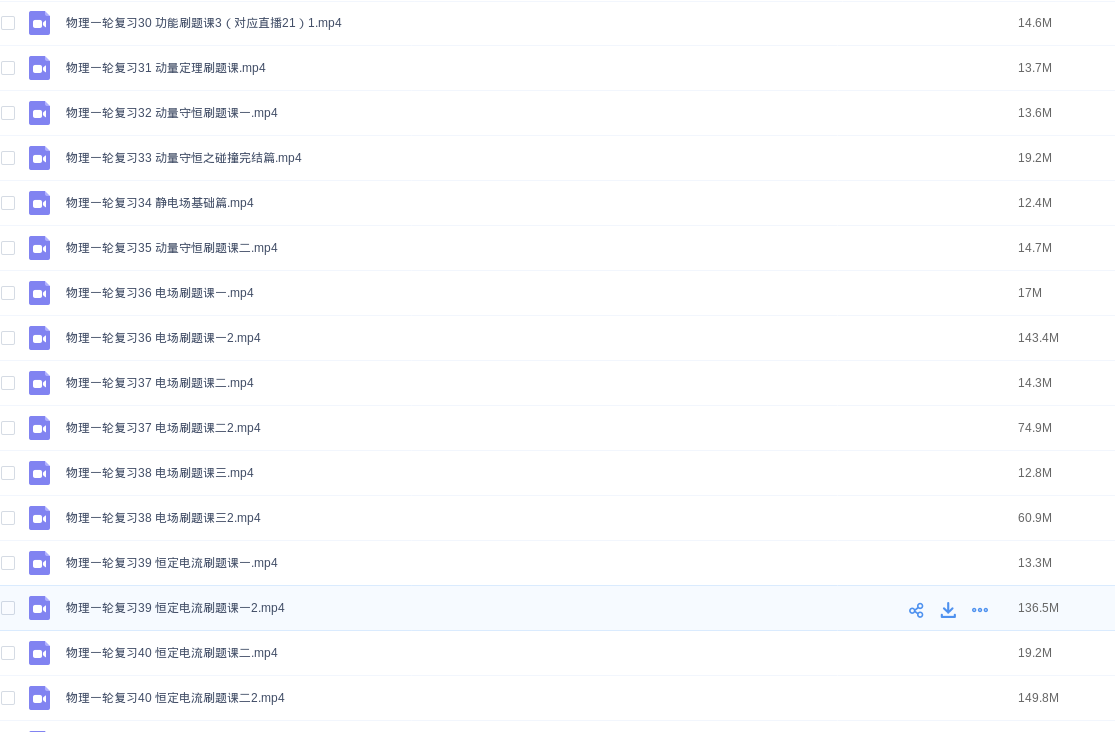 物理一轮复习30 功能刷题课3（对应直播21）1.mp4 14.6M
物理一轮复习31 动量定理刷题课.mp4 13.7M
物理一轮复习32 动量守恒刷题课一.mp4 13.6M
物理一轮复习33 动量守恒之碰撞完结篇.mp4 19.2M
物理一轮复习34 静电场基础篇.mp4 12.4M
物理一轮复习35 动量守恒刷题课二.mp4 14.7M
物理一轮复习36 电场刷题课一.mp4 17M
物理一轮复习36 电场刷题课一2.mp4 143.4M
物理一轮复习37 电场刷题课二.mp4 14.3M
物理一轮复习37 电场刷题课二2.mp4 74.9M
物理一轮复习38 电场刷题课三.mp4 12.8M
物理一轮复习38 电场刷题课三2.mp4 60.9M
物理一轮复习39 恒定电流刷题课一.mp4 13.3M
物理一轮复习39 恒定电流刷题课一2.mp4 136.5M
物理一轮复习40 恒定电流刷题课二.mp4 19.2M
物理一轮复习40 恒定电流刷题课二2.mp4 149.8M